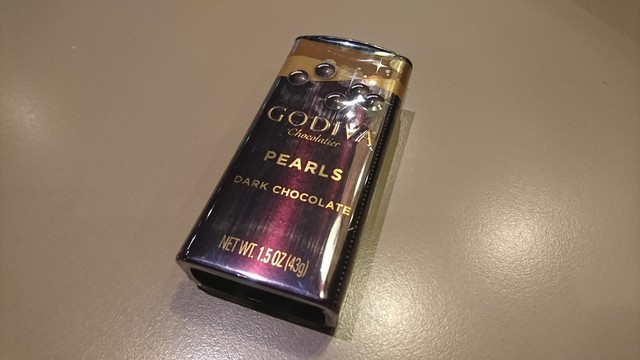 GODIVA
Chocolatier
PEARLS
DARK CHOCOLATE
NET WT. 1.5 OZ (43g)